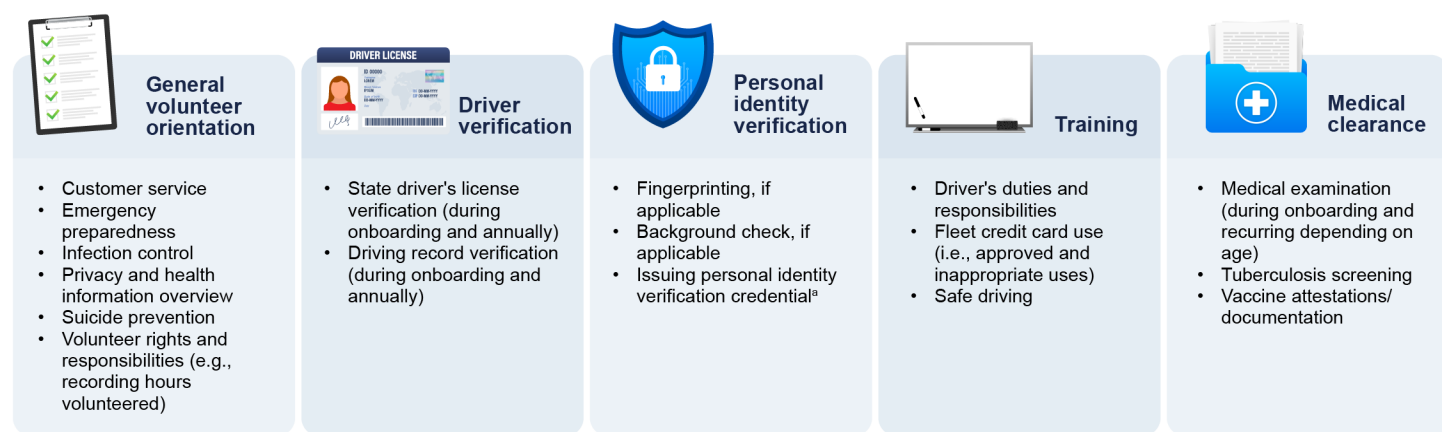 General
volunteer
orientation
• Customer service
• Emergency
preparedness
• Infection control
• Privacy and health
information overview
• Suicide prevention
• Volunteer rights and
responsibilities (e.g.,
recording hours
volunteered)
DRIVER LICENSE
ID 00000
Driver
verification
• State driver's license
verification (during
onboarding and annually)
• Driving record verification
(during onboarding and
annually)
Personal
identity
verification
• Fingerprinting, if
applicable
• Background check, if
applicable
• Issuing personal identity
verification credentialᵃ
Training
• Driver's duties and
responsibilities
• Fleet credit card use
(i.e., approved and
inappropriate uses)
• Safe driving
Medical
clearance
• Medical examination
(during onboarding and
recurring depending on
age)
• Tuberculosis screening
• Vaccine attestations/
documentation